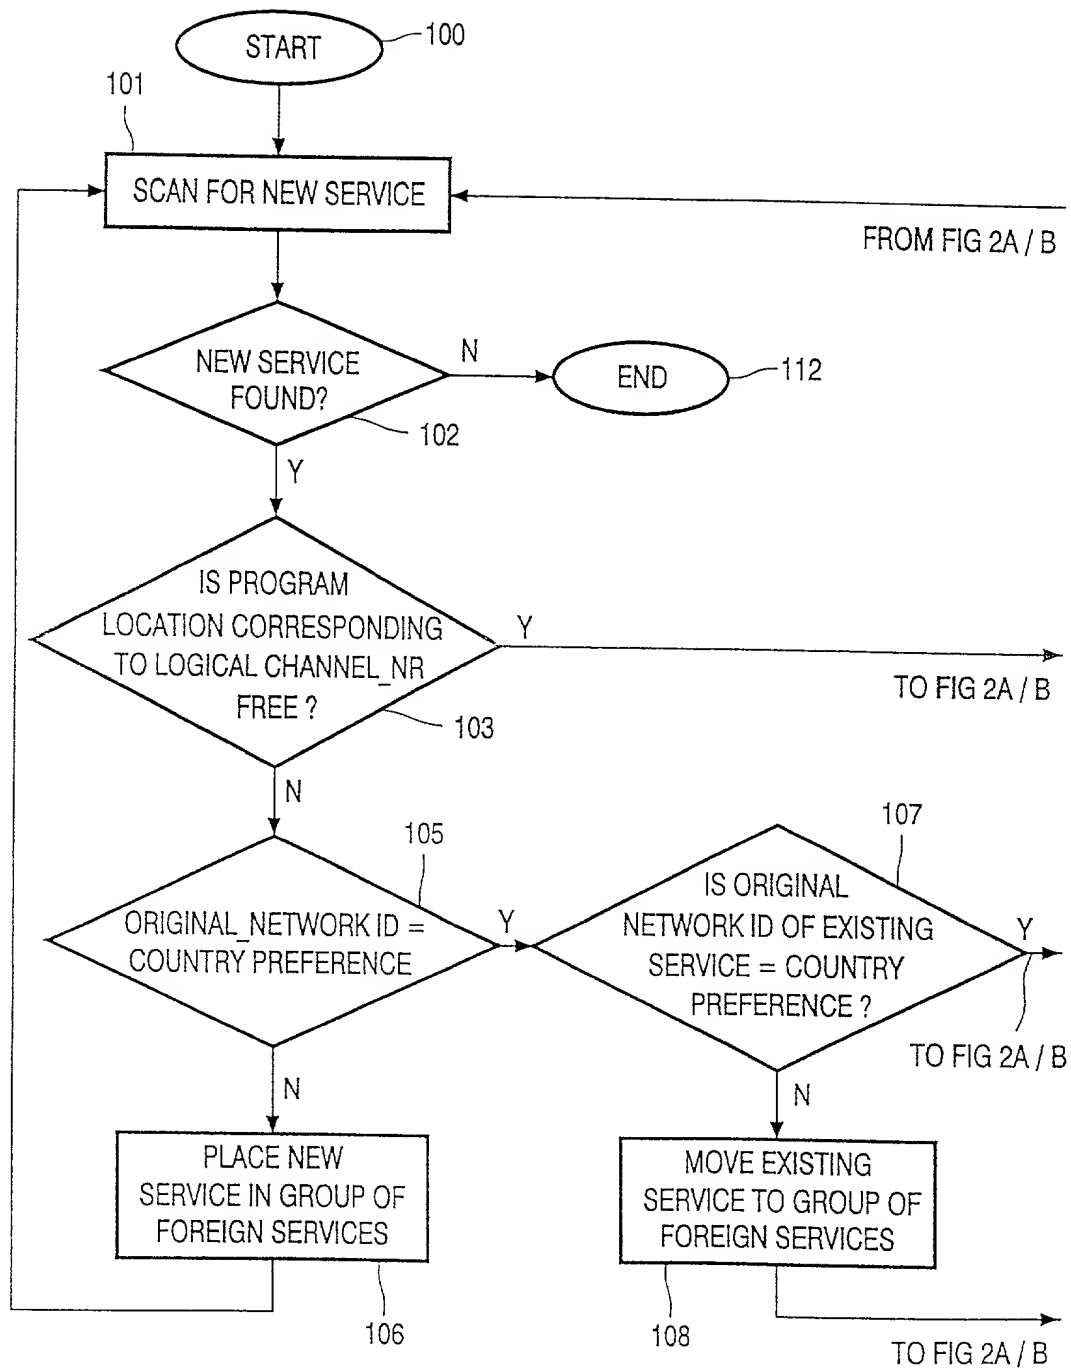 START
100
101
SCAN FOR NEW SERVICE
FROM FIG 2A / B
NEW SERVICE
FOUND?
N
END
112
102
Y
IS PROGRAM
LOCATION CORRESPONDING
TO LOGICAL CHANNEL_NR
FREE ?
Y
TO FIG 2A / B
103
N
105
ORIGINAL_NETWORK ID =
COUNTRY PREFERENCE
Y
107
IS ORIGINAL
NETWORK ID OF EXISTING
SERVICE = COUNTRY
PREFERENCE ?
Y
TO FIG 2A / B
N
N
PLACE NEW
SERVICE IN GROUP OF
FOREIGN SERVICES
106
MOVE EXISTING
SERVICE TO GROUP OF
FOREIGN SERVICES
108
TO FIG 2A / B